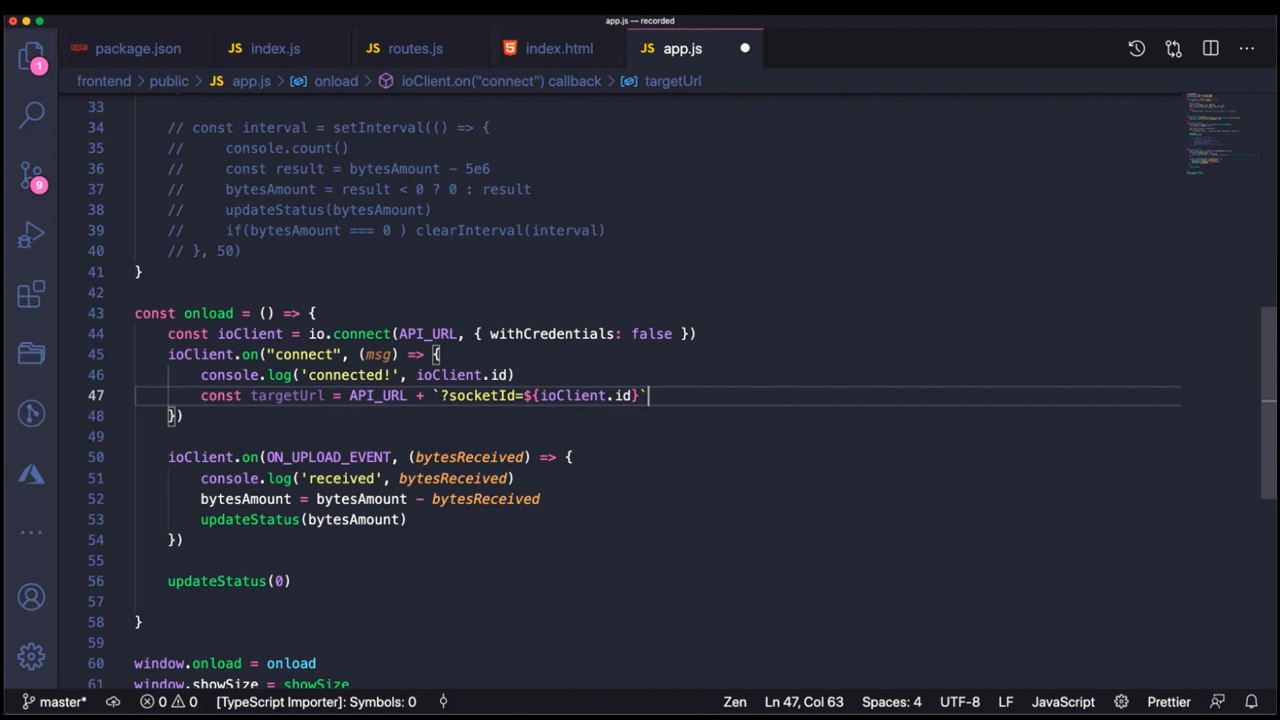 app.js — recorded
package.json
JS index.js
JS routes.js
5 index.html
JS app.js
frontend > public > JS app.js > onload > ioClient.on("connect") callback > targetUrl
1
9
33
34 // const interval = setInterval(() => {
35 // console.count()
36 // const result = bytesAmount - 5e6
37 // bytesAmount = result < 0 ? 0 : result
38 // updateStatus(bytesAmount)
39 // if(bytesAmount === 0 ) clearInterval(interval)
40 // }, 50)
41 }
42
43 const onload = () => {
44 const ioClient = io.connect(API_URL, { withCredentials: false })
45 ioClient.on("connect", (msg) => {
46 console.log('connected!', ioClient.id)
47 const targetUrl = API_URL + `?socketId=${ioClient.id}`
48 })
49
50 ioClient.on(ON_UPLOAD_EVENT, (bytesReceived) => {
51 console.log('received', bytesReceived)
52 bytesAmount = bytesAmount - bytesReceived
53 updateStatus(bytesAmount)
54 })
55
56 updateStatus(0)
57
58 }
59
60 window.onload = onload
61 window.showSize = showSize
master* 0 0 [TypeScript Importer]: Symbols: 0 Zen Ln 47, Col 63 Spaces: 4 UTF-8 LF JavaScript Prettier